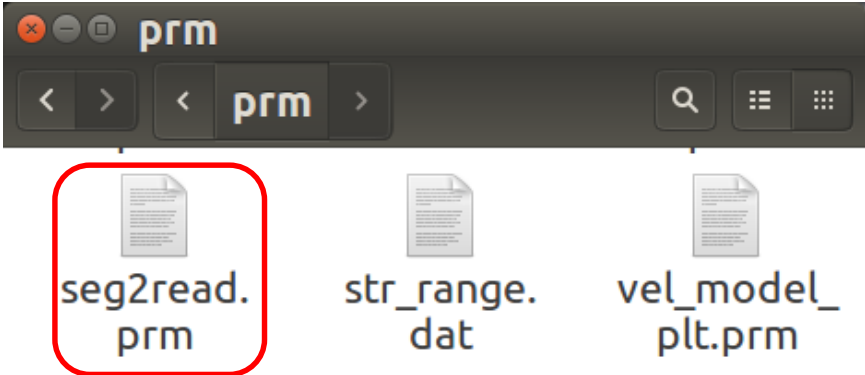 prm
prm
seg2read.
prm
str_range.
dat
vel_model_
plt.prm